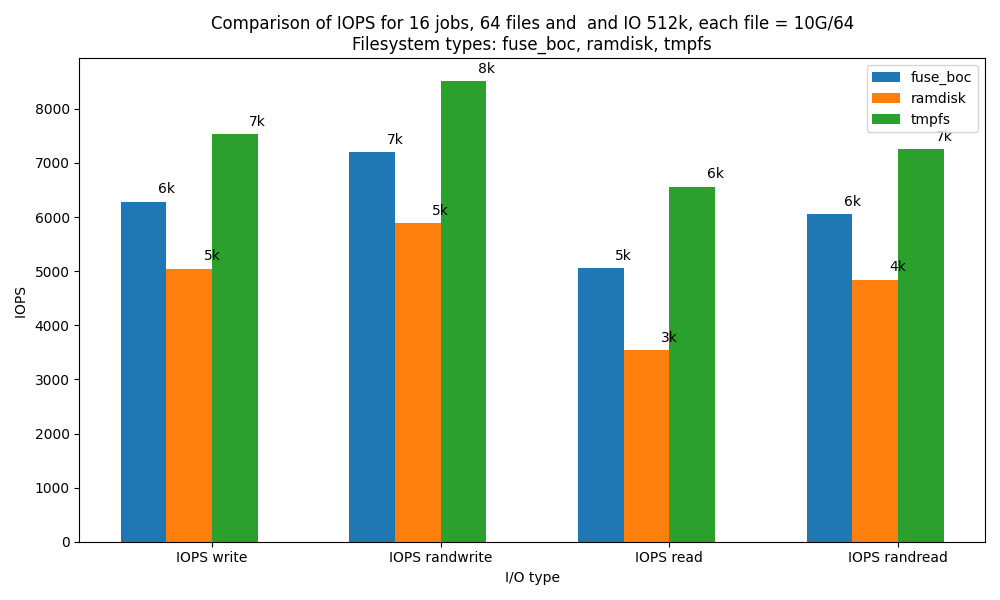 Comparison of IOPS for 16 jobs, 64 files and  and IO 512k, each file = 10G/64
Filesystem types: fuse_boc, ramdisk, tmpfs
fuse_boc
ramdisk
tmpfs
IOPS
8000
7000
6000
5000
4000
3000
2000
1000
0
6k
5k
7k
7k
5k
8k
5k
3k
6k
6k
4k
7k
IOPS write
IOPS randwrite
IOPS read
IOPS randread
I/O type